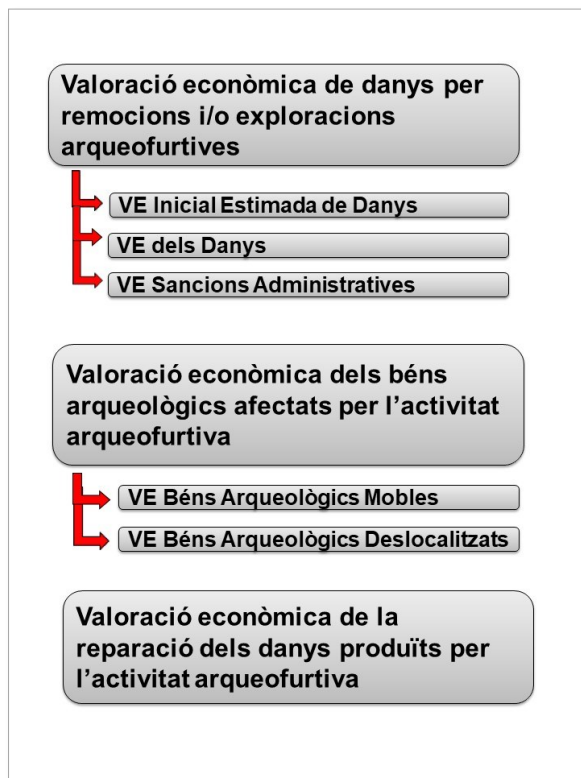 Valoració econòmica de danys per
remocions i/o exploracions
arqueofurtives
VE Inicial Estimada de Danys
VE dels Danys
VE Sancions Administratives
Valoració econòmica dels béns
arqueològics afectats per l’activitat
arqueofurtiva
VE Béns Arqueològics Mobles
VE Béns Arqueològics Deslocalitzats
Valoració econòmica de la
reparació dels danys produïts per
l’activitat arqueofurtiva